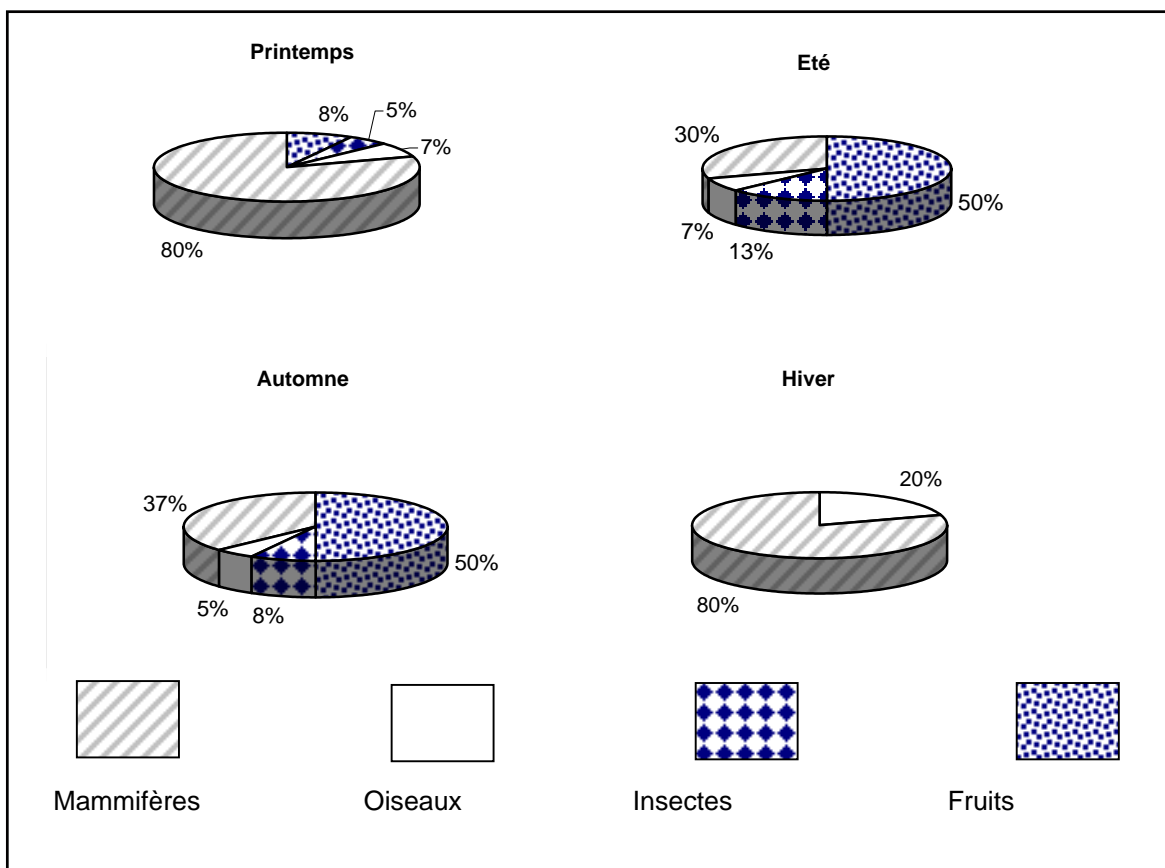 Printemps
8%
5%
7%
80%
Eté
30%
50%
7%
13%
Automne
37%
50%
5%
8%
Hiver
20%
80%
Mammifères
Oiseaux
Insectes
Fruits